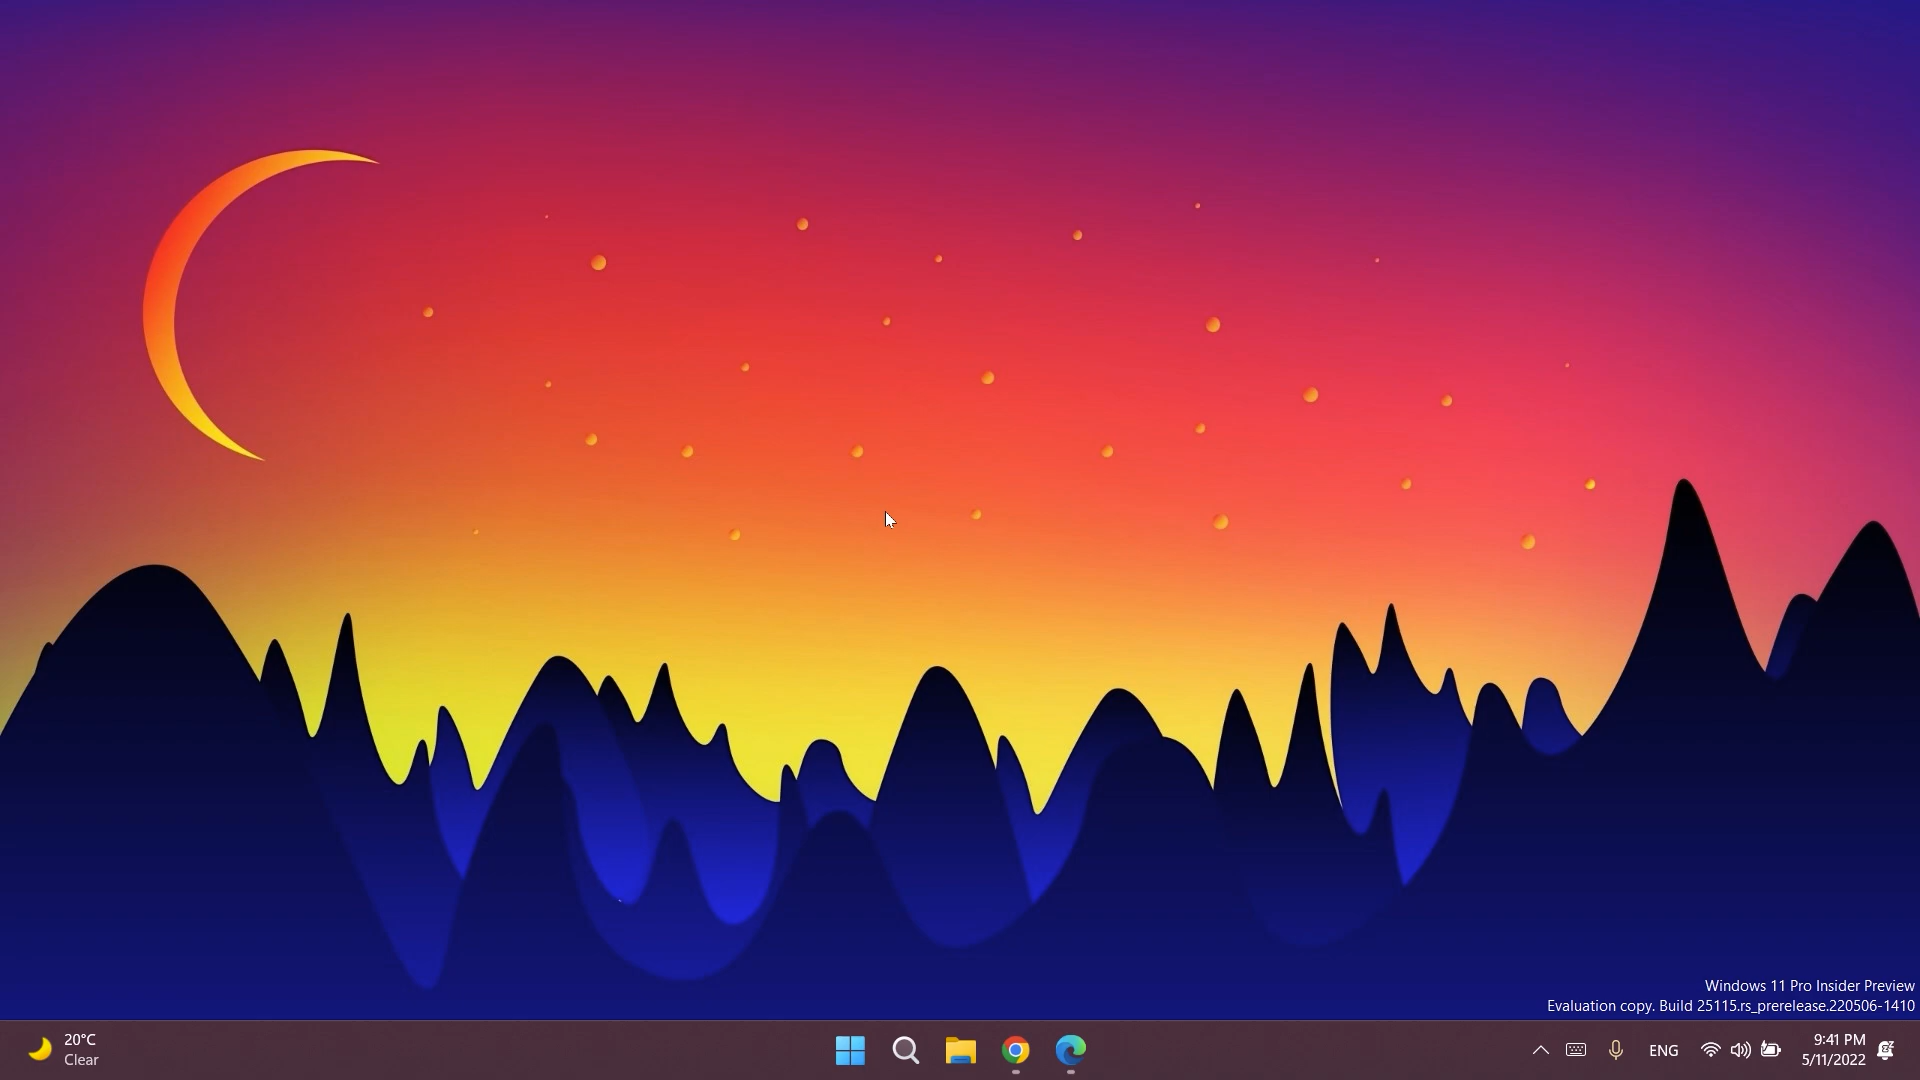 Windows 11 Pro Insider Preview
Evaluation copy. Build 25115.rs_prerelease.220506-1410
20°C
Clear
ENG
9:41 PM
5/11/2022